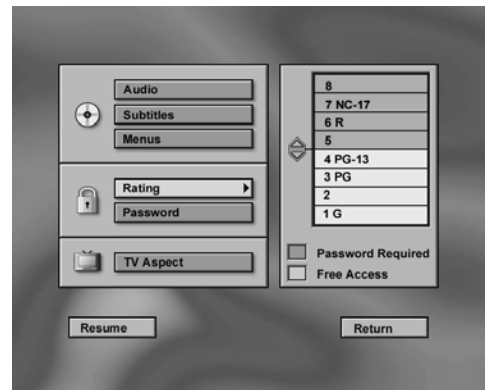 Audio
Subtitles
Menus
Rating
Password
TV Aspect
8
7 NC-17
6 R
5
4 PG-13
3 PG
2
1 G
Password Required
Free Access
Resume
Return